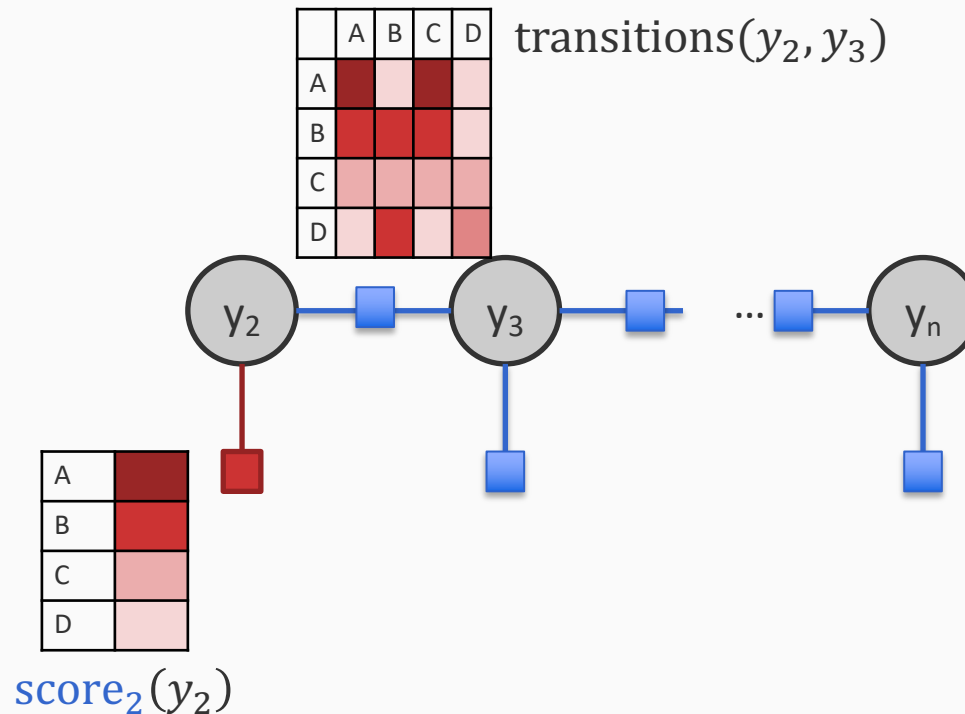 A B C D
transitions(y₂, y₃)
A
B
C
D
y₂
y₃
...
yₙ
A
B
C
D
score₂(y₂)